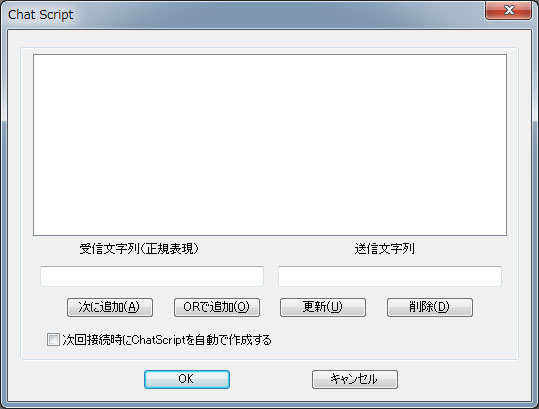 Chat Script
受信文字列(正規表現)
送信文字列
次に追加(A)
ORで追加(O)
更新(U)
削除(D)
次回接続時にChatScriptを自動で作成する
OK
キャンセル